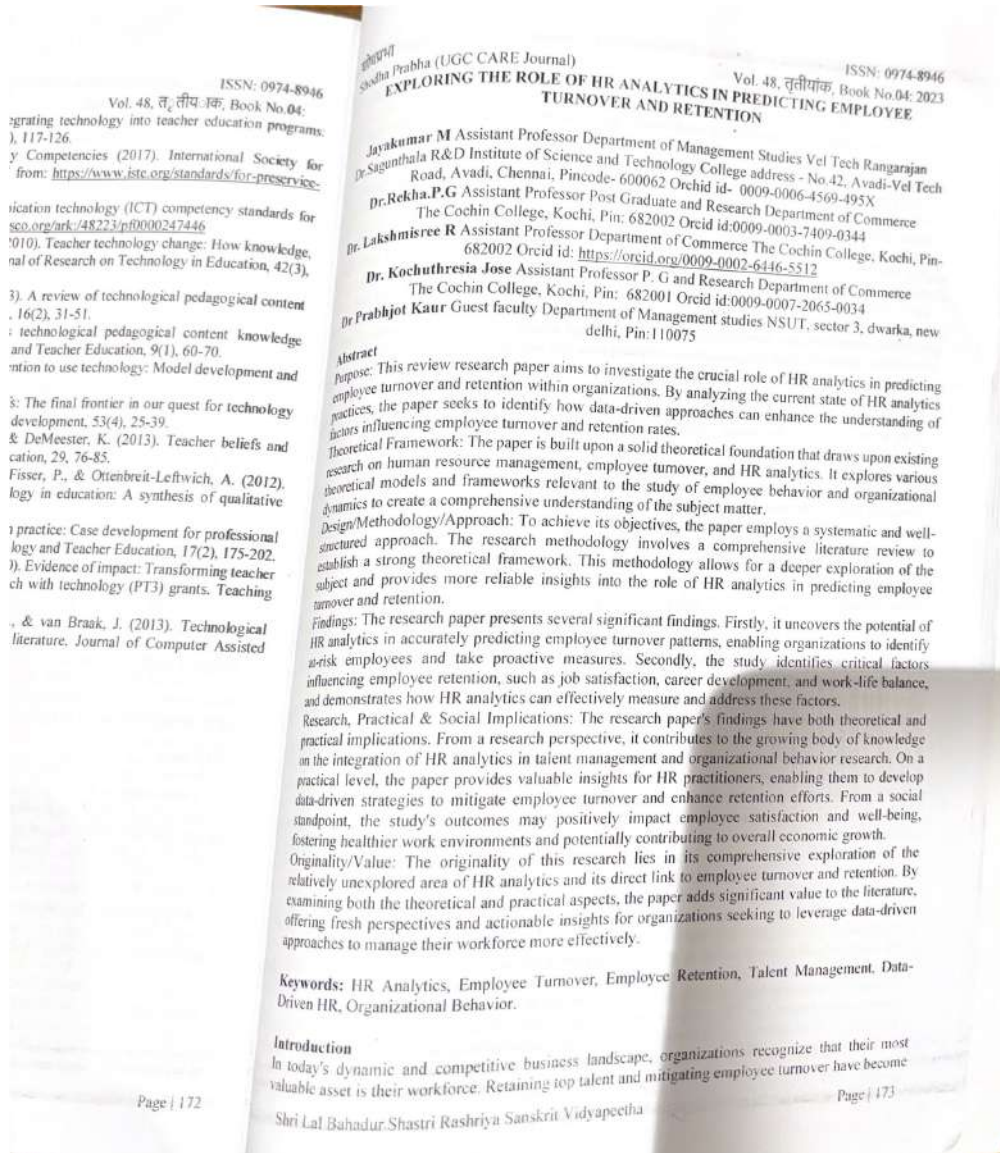 ISSN: 0974-8946
Vol. 48, तृतीयांक, Book No.04:
egrating technology into teacher education programs.
), 117-126.
y Competencies (2017). International Society for
from: https://www.iste.org/standards/for-preservice-
ication technology (ICT) competency standards for
sco.org/ark:/48223/pf0000247446
2010). Teacher technology change: How knowledge,
nal of Research on Technology in Education, 42(3),
3). A review of technological pedagogical content
, 16(2), 31-51.
: technological pedagogical content knowledge
and Teacher Education, 9(1), 60-70.
ntion to use technology: Model development and
s: The final frontier in our quest for technology
development, 53(4), 25-39.
& DeMeester, K. (2013). Teacher beliefs and
cation, 29, 76-85.
Fisser, P., & Ottenbreit-Leftwich, A. (2012).
logy in education: A synthesis of qualitative
n practice: Case development for professional
logy and Teacher Education, 17(2), 175-202.
)). Evidence of impact: Transforming teacher
ch with technology (PT3) grants. Teaching
., & van Braak, J. (2013). Technological
literature. Journal of Computer Assisted
Page | 172
शोधप्रभा
Shodha Prabha (UGC CARE Journal)
ISSN: 0974-8946
Vol. 48, तृतीयांक, Book No.04: 2023
EXPLORING THE ROLE OF HR ANALYTICS IN PREDICTING EMPLOYEE
TURNOVER AND RETENTION
Jayakumar M Assistant Professor Department of Management Studies Vel Tech Rangarajan
Dr.Sagunthala R&D Institute of Science and Technology College address - No.42, Avadi-Vel Tech
Road, Avadi, Chennai, Pincode- 600062 Orchid id- 0009-0006-4569-495X
Dr.Rekha.P.G Assistant Professor Post Graduate and Research Department of Commerce
The Cochin College, Kochi, Pin: 682002 Orcid id:0009-0003-7409-0344
Dr. Lakshmisree R Assistant Professor Department of Commerce The Cochin College, Kochi, Pin-
682002 Orcid id: https://orcid.org/0009-0002-6446-5512
Dr. Kochuthresia Jose Assistant Professor P. G and Research Department of Commerce
The Cochin College, Kochi, Pin: 682001 Orcid id:0009-0007-2065-0034
Dr Prabhjot Kaur Guest faculty Department of Management studies NSUT, sector 3, dwarka, new
delhi, Pin:110075
Abstract
Purpose: This review research paper aims to investigate the crucial role of HR analytics in predicting
employee turnover and retention within organizations. By analyzing the current state of HR analytics
practices, the paper seeks to identify how data-driven approaches can enhance the understanding of
factors influencing employee turnover and retention rates.
Theoretical Framework: The paper is built upon a solid theoretical foundation that draws upon existing
research on human resource management, employee turnover, and HR analytics. It explores various
theoretical models and frameworks relevant to the study of employee behavior and organizational
dynamics to create a comprehensive understanding of the subject matter.
Design/Methodology/Approach: To achieve its objectives, the paper employs a systematic and well-
structured approach. The research methodology involves a comprehensive literature review to
establish a strong theoretical framework. This methodology allows for a deeper exploration of the
subject and provides more reliable insights into the role of HR analytics in predicting employee
turnover and retention.
Findings: The research paper presents several significant findings. Firstly, it uncovers the potential of
HR analytics in accurately predicting employee turnover patterns, enabling organizations to identify
at-risk employees and take proactive measures. Secondly, the study identifies critical factors
influencing employee retention, such as job satisfaction, career development, and work-life balance,
and demonstrates how HR analytics can effectively measure and address these factors.
Research, Practical & Social Implications: The research paper's findings have both theoretical and
practical implications. From a research perspective, it contributes to the growing body of knowledge
on the integration of HR analytics in talent management and organizational behavior research. On a
practical level, the paper provides valuable insights for HR practitioners, enabling them to develop
data-driven strategies to mitigate employee turnover and enhance retention efforts. From a social
standpoint, the study's outcomes may positively impact employee satisfaction and well-being,
fostering healthier work environments and potentially contributing to overall economic growth.
Originality/Value: The originality of this research lies in its comprehensive exploration of the
relatively unexplored area of HR analytics and its direct link to employee turnover and retention. By
examining both the theoretical and practical aspects, the paper adds significant value to the literature,
offering fresh perspectives and actionable insights for organizations seeking to leverage data-driven
approaches to manage their workforce more effectively.
Keywords: HR Analytics, Employee Turnover, Employee Retention, Talent Management, Data-
Driven HR, Organizational Behavior.
Introduction
In today's dynamic and competitive business landscape, organizations recognize that their most
valuable asset is their workforce. Retaining top talent and mitigating employee turnover have become
Page | 173
Shri Lal Bahadur Shastri Rashriya Sanskrit Vidyapeetha